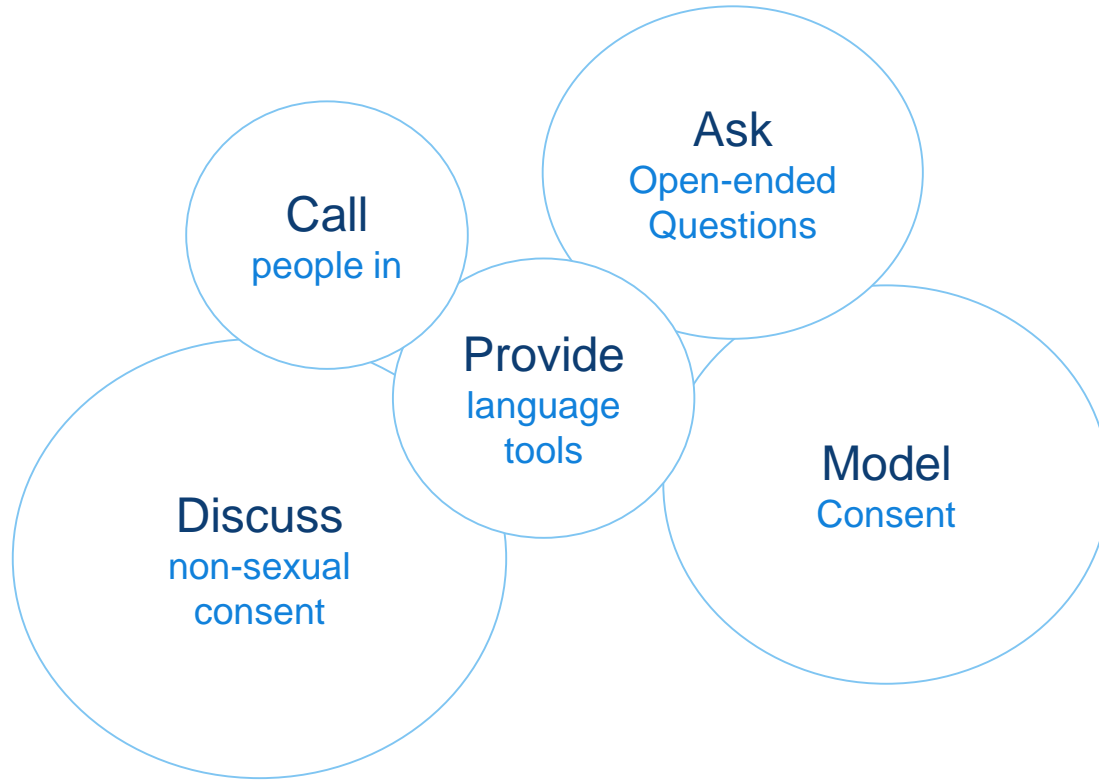 Ask
Open-ended
Questions
Call
people in
Provide
language
tools
Model
Consent
Discuss
non-sexual
consent